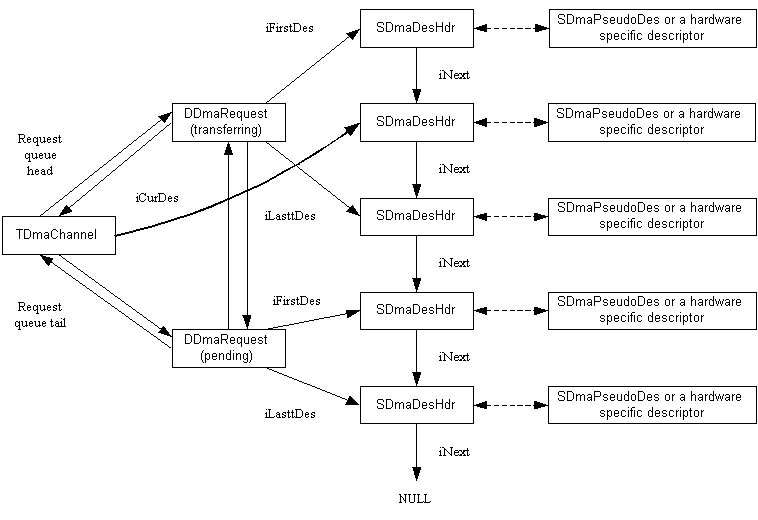 iFirstDes
SDmaDesHdr
SDmaPseudoDes or a hardware
specific descriptor
iNext
DDmaRequest
(transferring)
SDmaDesHdr
SDmaPseudoDes or a hardware
specific descriptor
Request
queue
head
iNext
iCurDes
TDmaChannel
iLasttDes
SDmaDesHdr
SDmaPseudoDes or a hardware
specific descriptor
iNext
Request
queue tail
iFirstDes
SDmaDesHdr
SDmaPseudoDes or a hardware
specific descriptor
DDmaRequest
(pending)
iNext
iLasttDes
SDmaDesHdr
SDmaPseudoDes or a hardware
specific descriptor
iNext
NULL